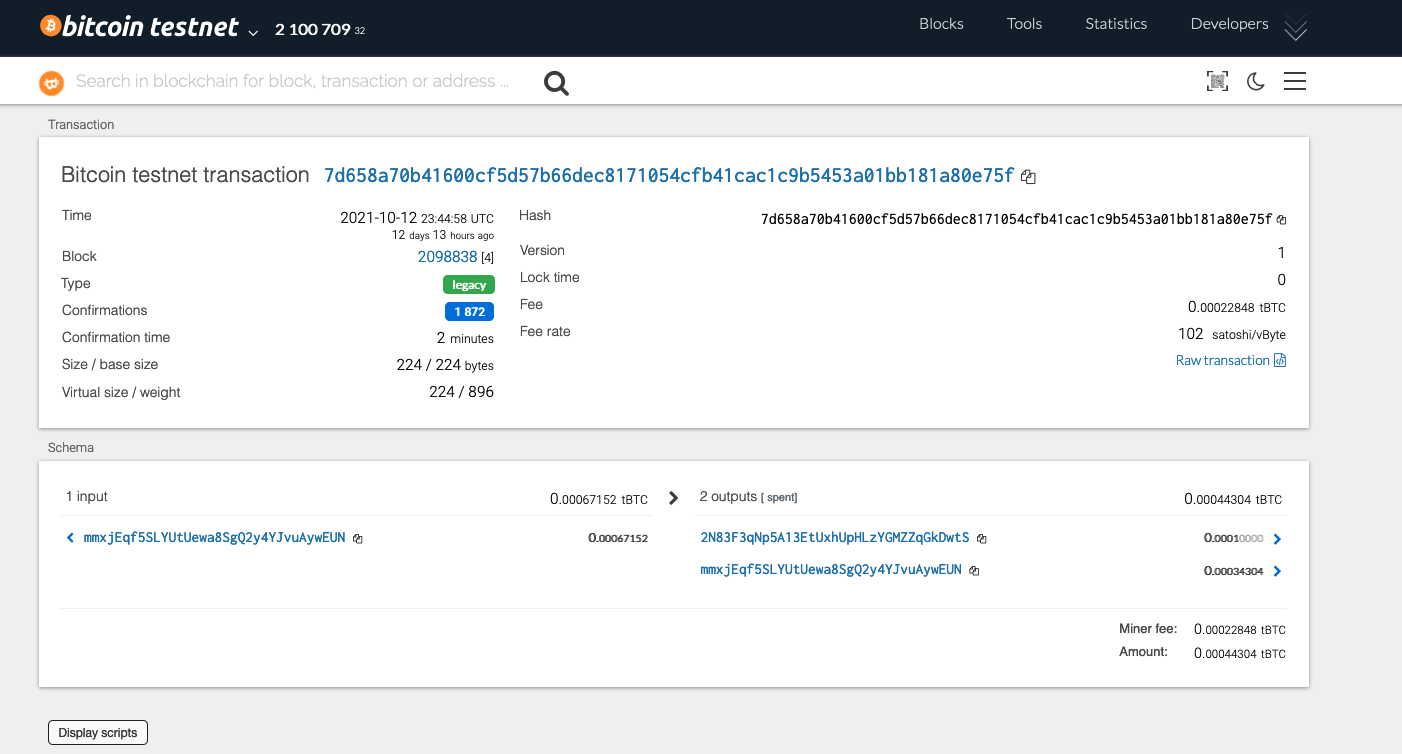 bitcoin testnet 2 100 709 32 Blocks Tools Statistics Developers
Search in blockchain for block, transaction or address ...
Transaction
Bitcoin testnet transaction 7d658a70b41600cf5d57b66dec8171054cfb41cac1c9b5453a01bb181a80e75f
Time 2021-10-12 23:44:58 UTC
12 days 13 hours ago
Block 2098838 [4]
Type legacy
Confirmations 1 872
Confirmation time 2 minutes
Size / base size 224 / 224 bytes
Virtual size / weight 224 / 896
Hash 7d658a70b41600cf5d57b66dec8171054cfb41cac1c9b5453a01bb181a80e75f
Version 1
Lock time 0
Fee 0.00022848 tBTC
Fee rate 102 satoshi/vByte
Raw transaction
Schema
1 input 0.00067152 tBTC
mmxjEqf5SLYUtUewa8SgQ2y4YJvuAywEUN 0.00067152
2 outputs [ spent] 0.00044304 tBTC
2N83F3qNp5A13EtUxhUpHLzYGMZZqGkDwtS 0.00010000
mmxjEqf5SLYUtUewa8SgQ2y4YJvuAywEUN 0.00034304
Miner fee: 0.00022848 tBTC
Amount: 0.00044304 tBTC
Display scripts